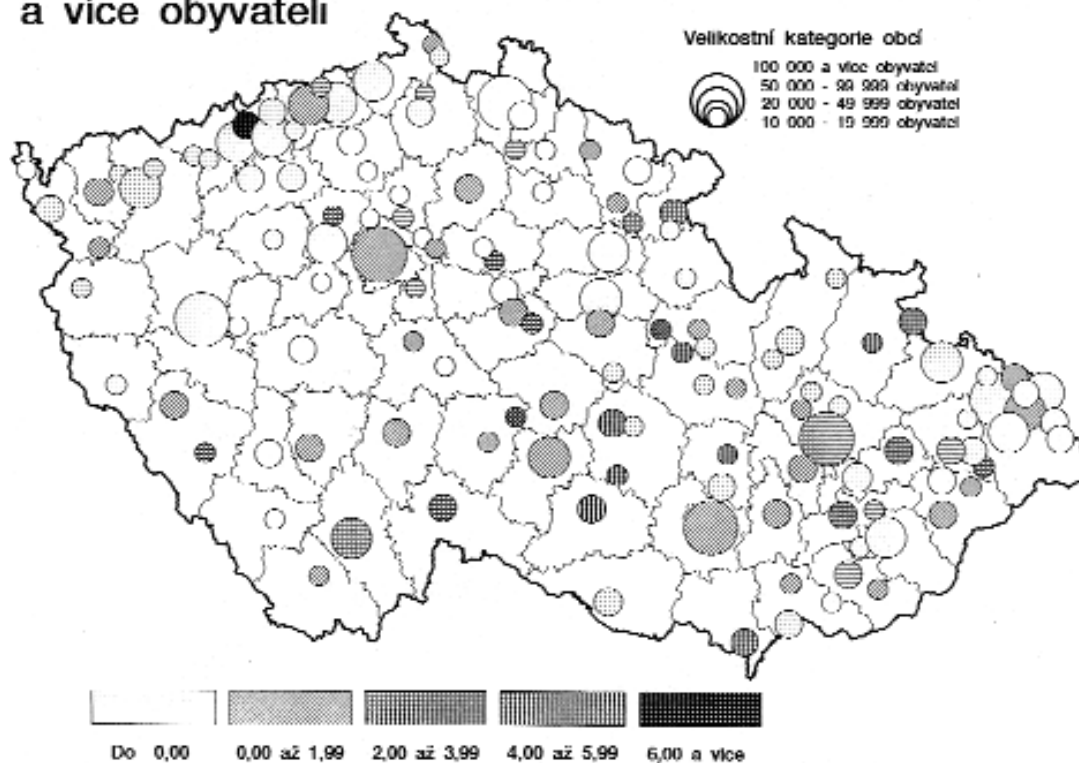 a více obyvateli
Velikostní kategorie obcí
100 000 a více obyvatel
50 000 - 99 999 obyvatel
20 000 - 49 999 obyvatel
10 000 - 19 999 obyvatel
Do 0,00
0,00 až 1,99
2,00 až 3,99
4,00 až 5,99
6,00 a více